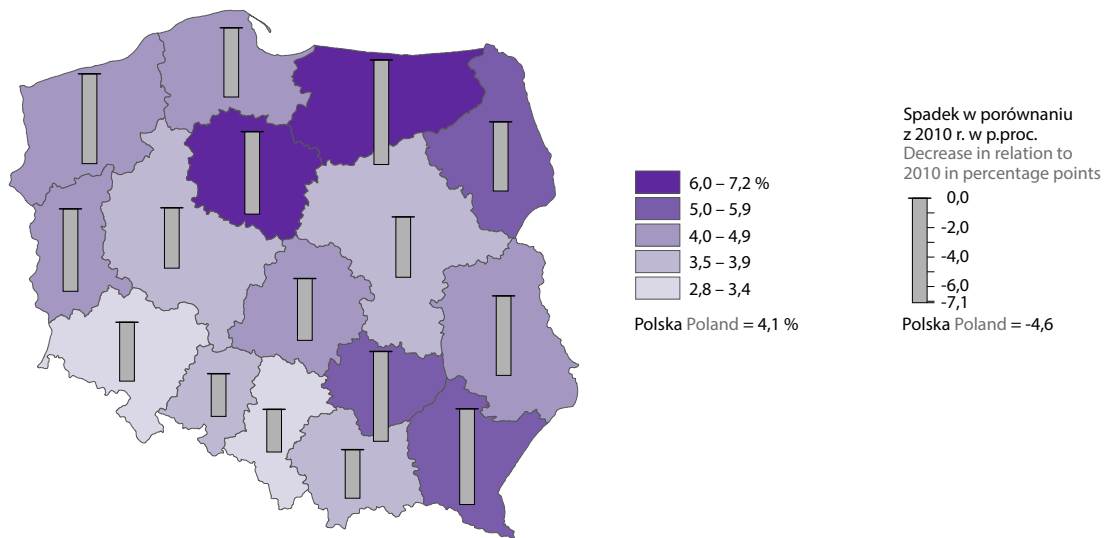 6,0 – 7,2 %
5,0 – 5,9
4,0 – 4,9
3,5 – 3,9
2,8 – 3,4
Polska Poland = 4,1 %
Spadek w porównaniu
z 2010 r. w p.proc.
Decrease in relation to
2010 in percentage points
0,0
-2,0
-4,0
-6,0
-7,1
Polska Poland = -4,6